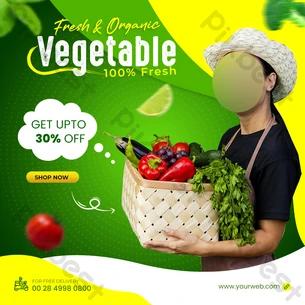 Fresh & Organic
Vegetable
100% Fresh
GET UPTO
30% OFF
SHOP NOW
FOR FREE DELIVERY
00 28 4998 0800
www.yourweb.com